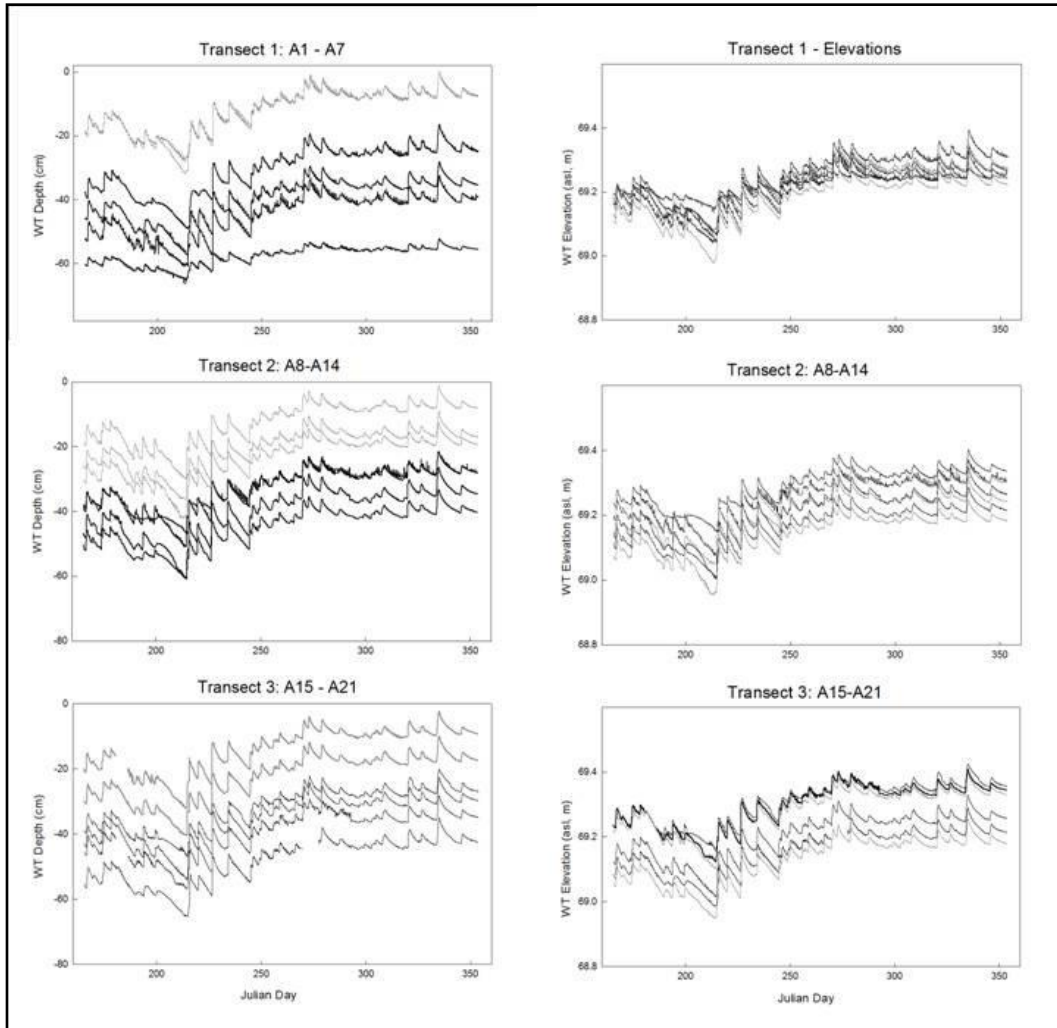 Transect 1: A1 - A7
0
-20
-40
-60
WT Depth (cm)
200 250 300 350
Transect 1 - Elevations
69.4
69.2
69.0
68.8
WT Elevation (asl, m)
200 250 300 350
Transect 2: A8-A14
0
-20
-40
-60
-80
WT Depth (cm)
200 250 300 350
Transect 2: A8-A14
69.4
69.2
69.0
68.8
WT Elevation (asl, m)
200 250 300 350
Transect 3: A15 - A21
0
-20
-40
-60
-80
WT Depth (cm)
200 250 300 350
Julian Day
Transect 3: A15-A21
69.4
69.2
69.0
68.8
WT Elevation (asl, m)
200 250 300 350
Julian Day